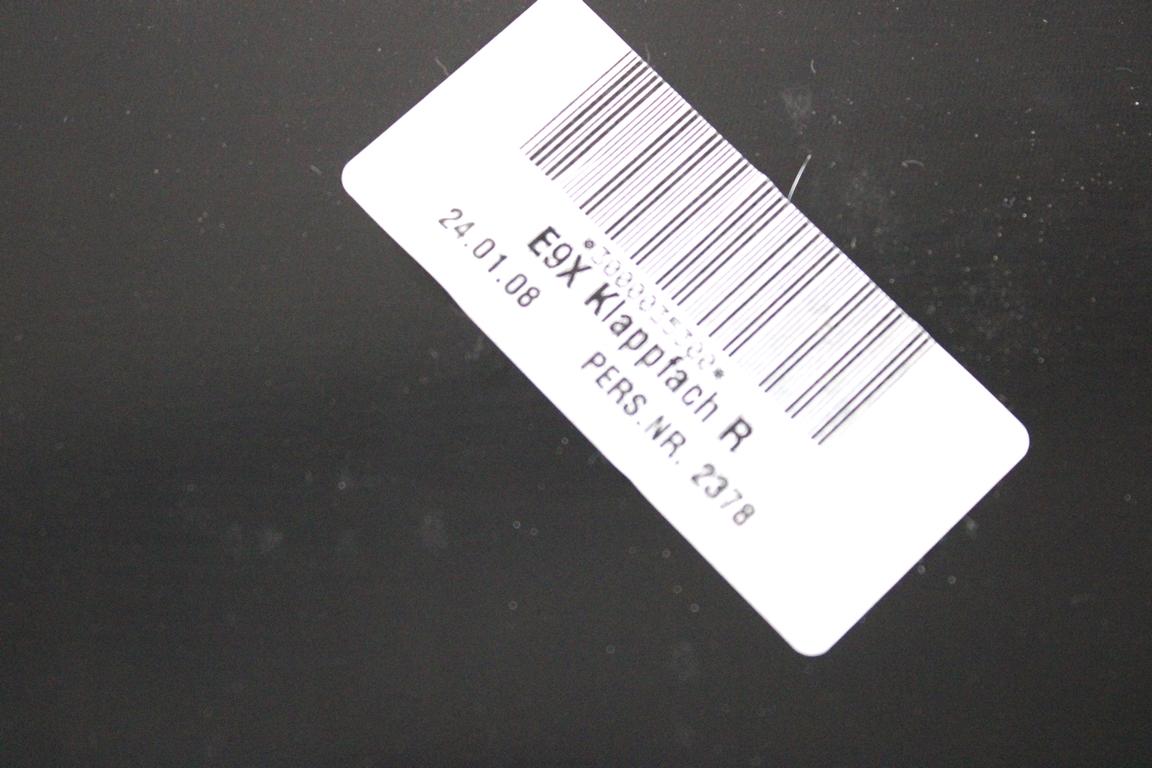 E9X Klappfach R
24.01.08 PERS.NR. 2378